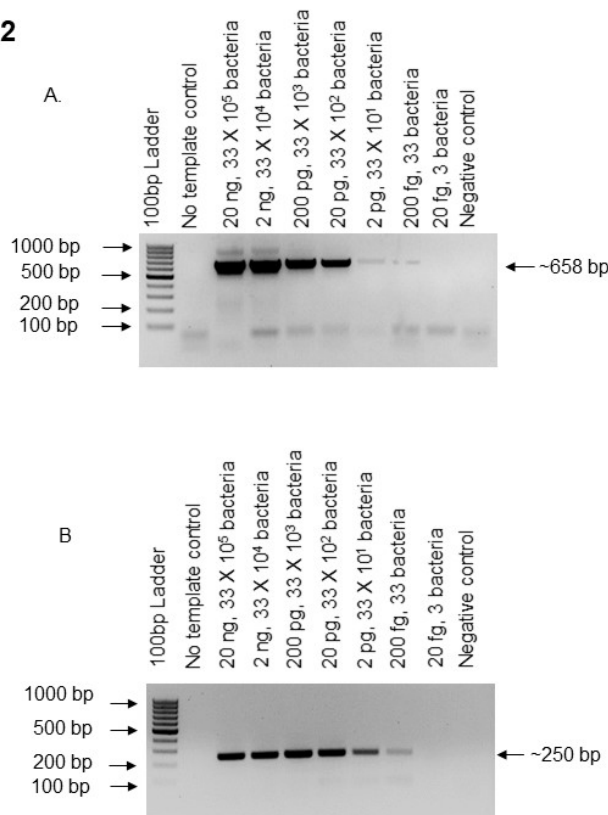 2
A.
100bp Ladder
No template control
20 ng, 33 X 10⁵ bacteria
2 ng, 33 X 10⁴ bacteria
200 pg, 33 X 10³ bacteria
20 pg, 33 X 10² bacteria
2 pg, 33 X 10¹ bacteria
200 fg, 33 bacteria
20 fg, 3 bacteria
Negative control
1000 bp
500 bp
200 bp
100 bp
~658 bp
B
100bp Ladder
No template control
20 ng, 33 X 10⁵ bacteria
2 ng, 33 X 10⁴ bacteria
200 pg, 33 X 10³ bacteria
20 pg, 33 X 10² bacteria
2 pg, 33 X 10¹ bacteria
200 fg, 33 bacteria
20 fg, 3 bacteria
Negative control
1000 bp
500 bp
200 bp
100 bp
~250 bp